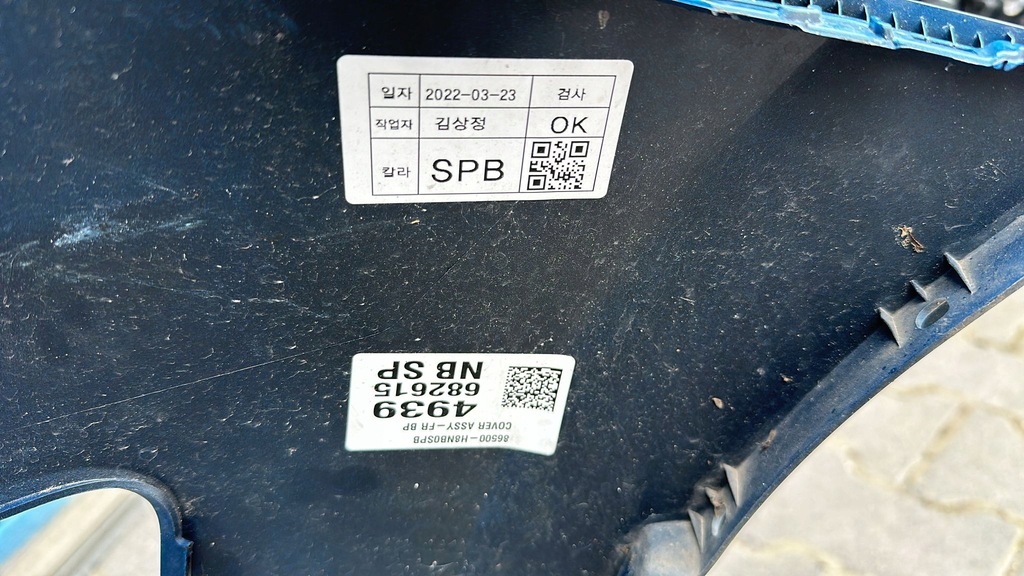 일자 2022-03-23 검사
작업자 김상정 OK
칼라 SPB
86500-H8NB0SPB
COVER ASSY-FR BP
4939
682615
NB SP